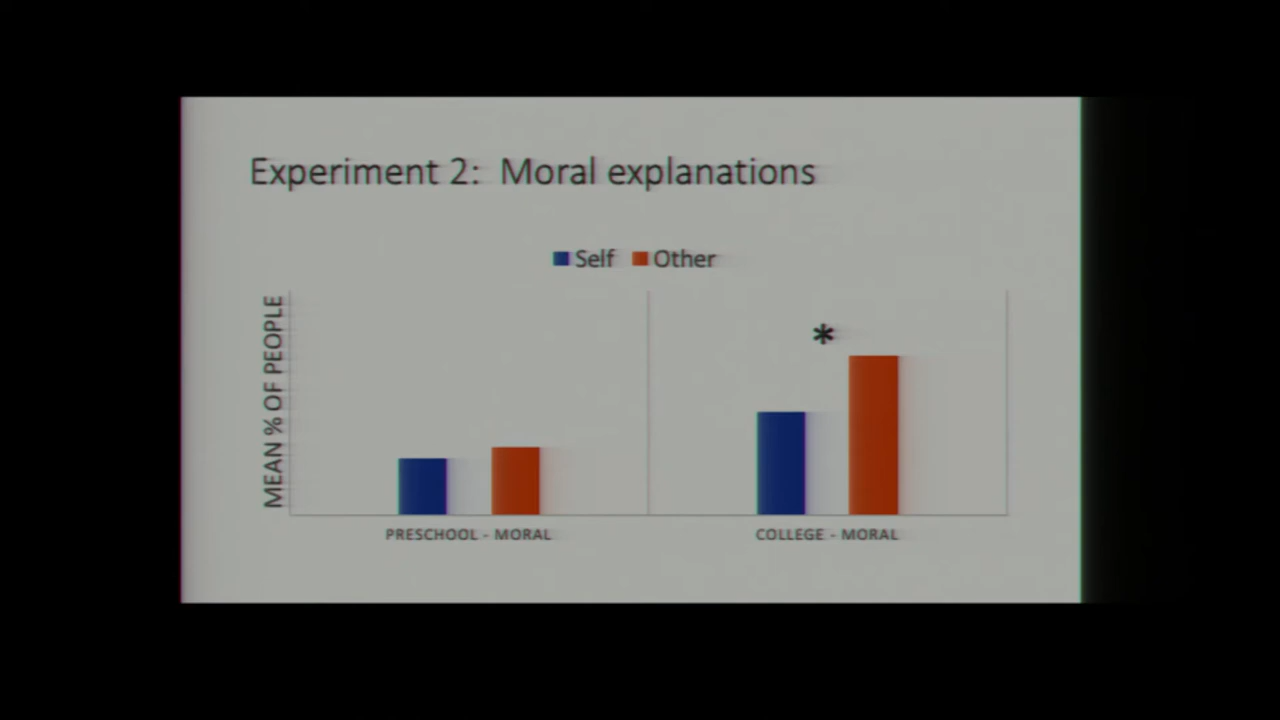 Experiment 2: Moral explanations
Self Other
MEAN % OF PEOPLE
*
PRESCHOOL - MORAL
COLLEGE - MORAL